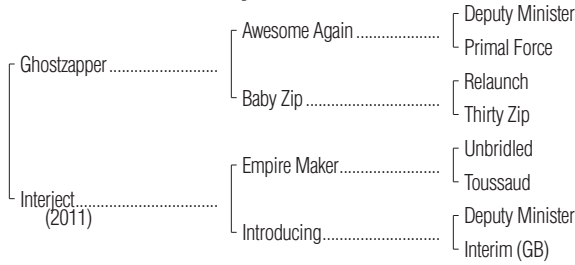 Deputy Minister
Awesome Again ....................
Primal Force
Ghostzapper ..........................
Relaunch
Baby Zip ................................
Thirty Zip
Unbridled
Empire Maker........................
Toussaud
Interject..................................
(2011)
Deputy Minister
Introducing............................
Interim (GB)